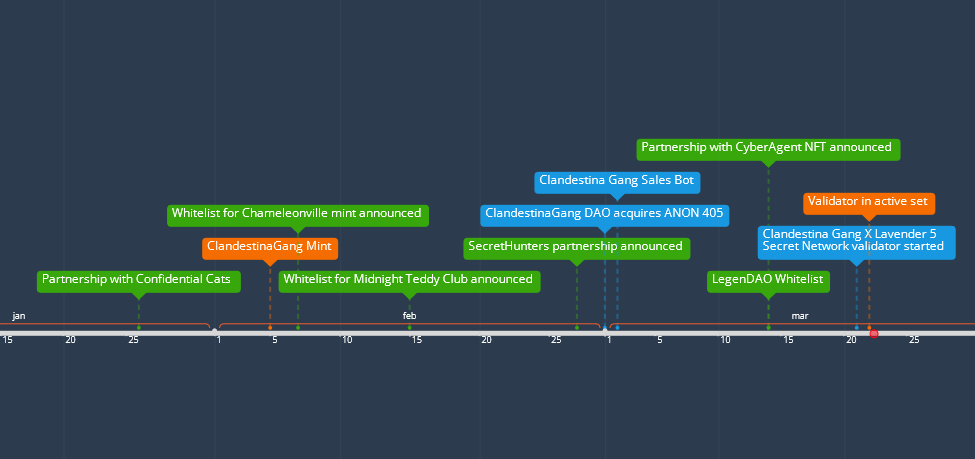 Partnership with CyberAgent NFT announced
Clandestina Gang Sales Bot
Validator in active set
Whitelist for Chameleonville mint announced
ClandestinaGang DAO acquires ANON 405
Clandestina Gang X Lavender 5
Secret Network validator started
ClandestinaGang Mint
SecretHunters partnership announced
Partnership with Confidential Cats
Whitelist for Midnight Teddy Club announced
LegenDAO Whitelist
jan feb mar
15 20 25 1 5 10 15 20 25 1 5 10 15 20 25